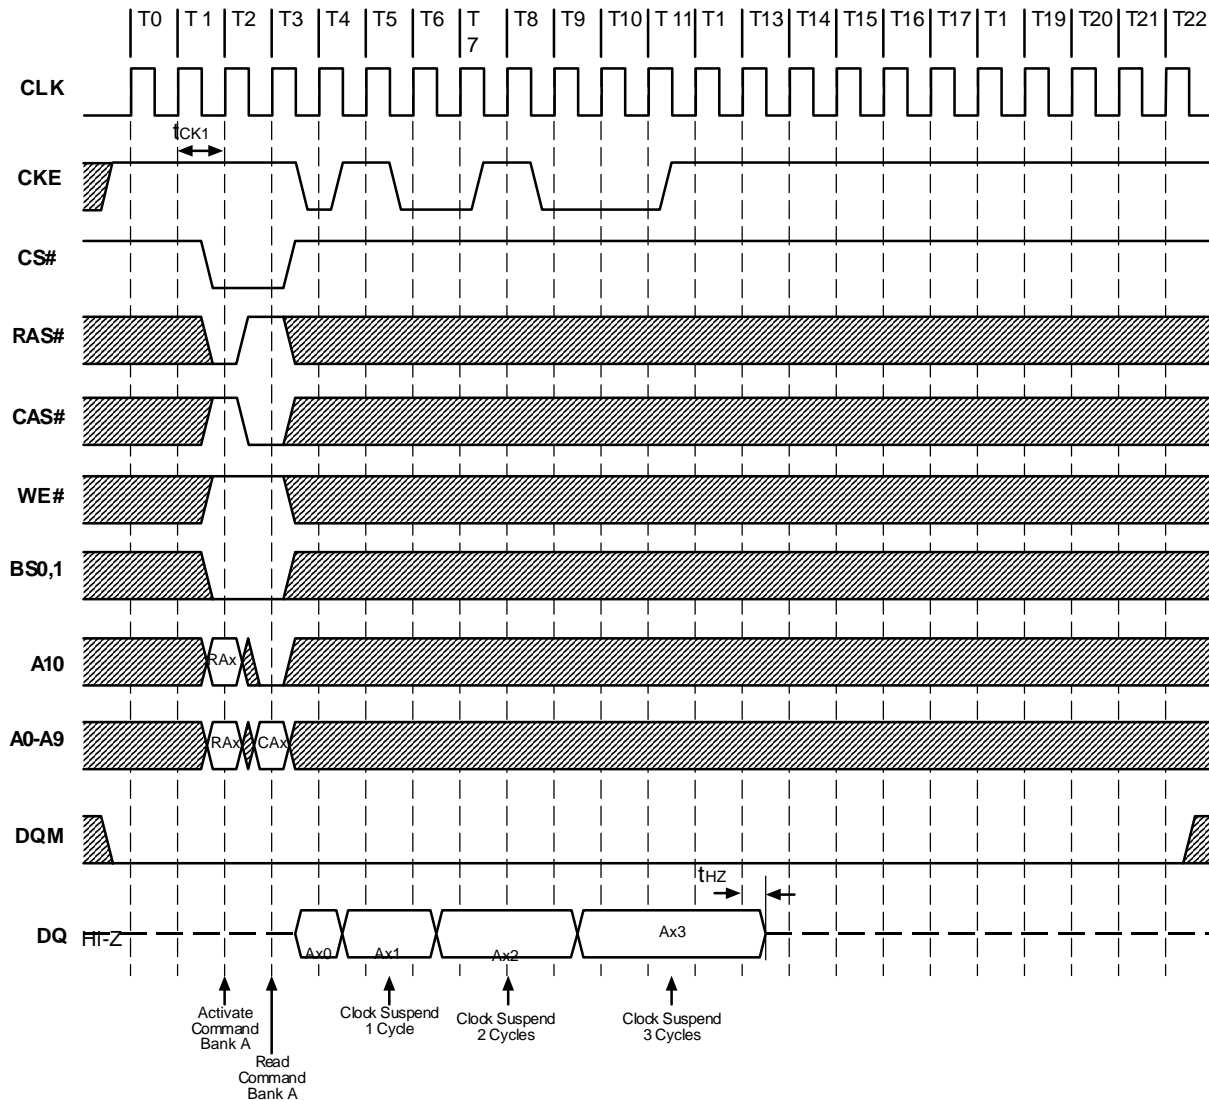 T0 T 1 T2 T3 T4 T5 T6 T T8 T9 T10 T 11 T1 T13 T14 T15 T16 T17 T1 T19 T20 T21 T22
7
CLK
tCK1
CKE
CS#
RAS#
CAS#
WE#
BS0,1
A10
RAx
A0-A9
RAx CAx
DQM
tHZ
DQ
HI-Z
Ax0 Ax1 Ax2 Ax3
Activate
Command
Bank A
Read
Command
Bank A
Clock Suspend
1 Cycle
Clock Suspend
2 Cycles
Clock Suspend
3 Cycles